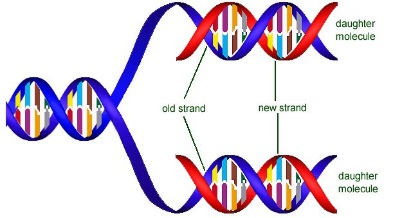 daughter
molecule
old strand
new strand
daughter
molecule